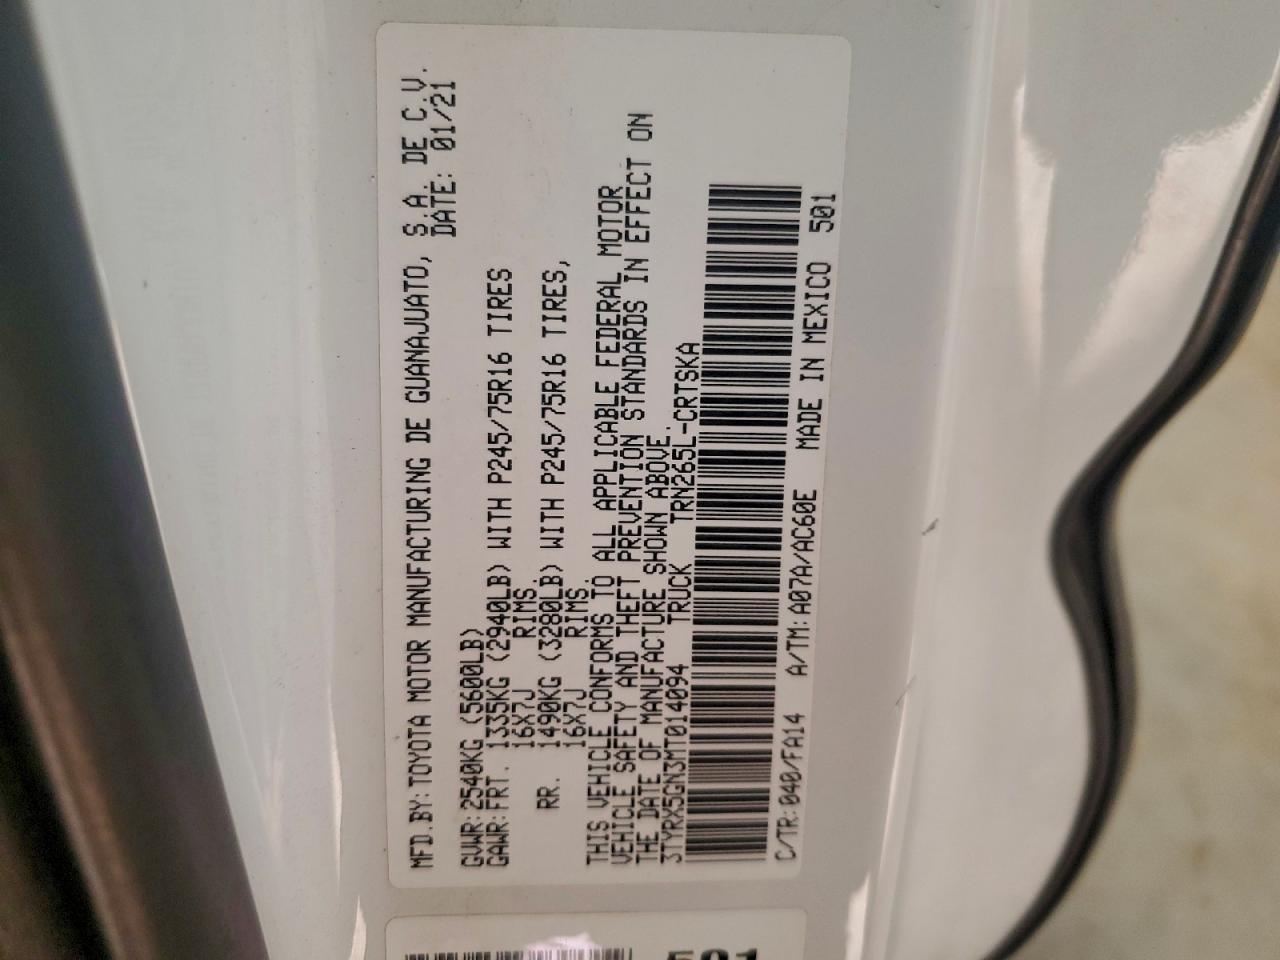 MFD.BY: TOYOTA MOTOR MANUFACTURING DE GUANAJUATO, S.A. DE C.V.
DATE: 01/21
GVWR: 2540KG (5600LB)
GAWR: FRT. 1335KG (2940LB) WITH P245/75R16 TIRES
16X7J RIMS.
RR. 1490KG (3280LB) WITH P245/75R16 TIRES,
16X7J RIMS.
THIS VEHICLE CONFORMS TO ALL APPLICABLE FEDERAL MOTOR
VEHICLE SAFETY AND THEFT PREVENTION STANDARDS IN EFFECT ON
THE DATE OF MANUFACTURE SHOWN ABOVE.
3TYRX5GN3MT014094 TRUCK TRN265L-CRTSKA
C/TR: 040/FA14 A/TM: A07A/AC60E MADE IN MEXICO 501